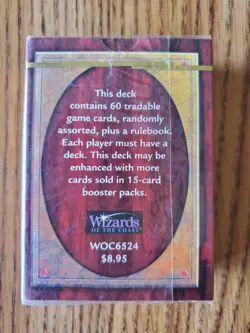 This deck
contains 60 tradable
game cards, randomly
assorted, plus a rulebook.
Each player must have a
deck. This deck may be
enhanced with more
cards sold in 15-card
booster packs.
Wizards
OF THE COAST
WOC6524
$8.95